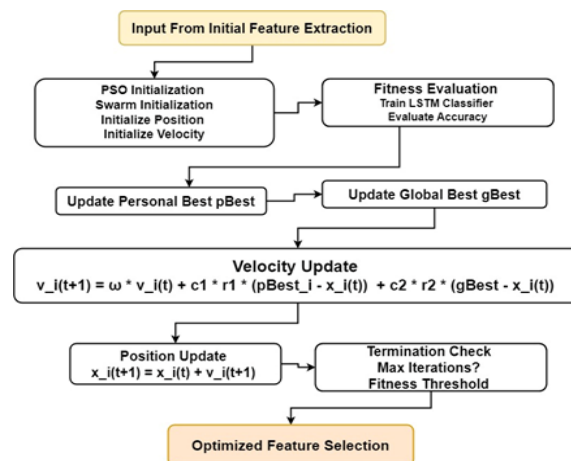 Input From Initial Feature Extraction
PSO Initialization
Swarm Initialization
Initialize Position
Initialize Velocity
Fitness Evaluation
Train LSTM Classifier
Evaluate Accuracy
Update Personal Best pBest
Update Global Best gBest
Velocity Update
v_i(t+1) = ω * v_i(t) + c1 * r1 * (pBest_i - x_i(t)) + c2 * r2 * (gBest - x_i(t))
Position Update
x_i(t+1) = x_i(t) + v_i(t+1)
Termination Check
Max Iterations?
Fitness Threshold
Optimized Feature Selection